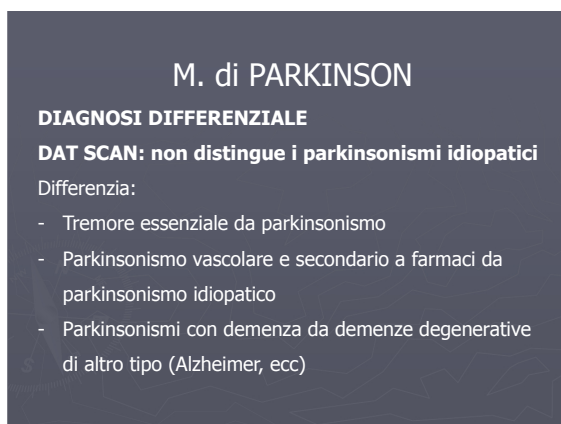 M. di PARKINSON
DIAGNOSI DIFFERENZIALE
DAT SCAN: non distingue i parkinsonismi idiopatici
Differenzia:
- Tremore essenziale da parkinsonismo
- Parkinsonismo vascolare e secondario a farmaci da
parkinsonismo idiopatico
- Parkinsonismi con demenza da demenze degenerative
di altro tipo (Alzheimer, ecc)
S